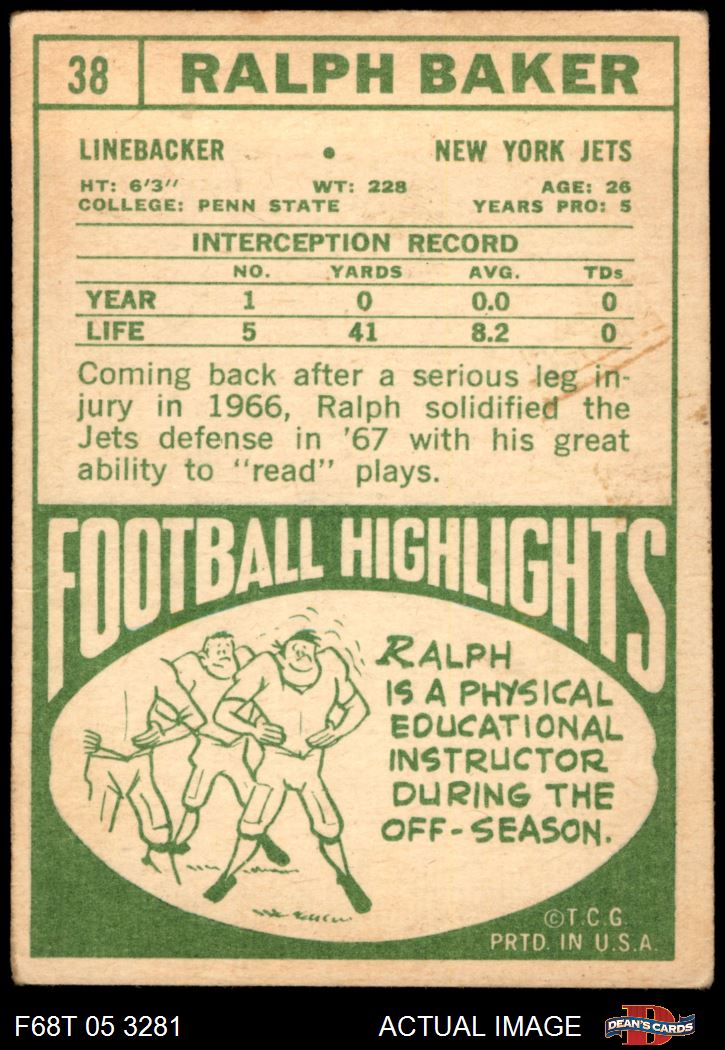 38 RALPH BAKER
LINEBACKER • NEW YORK JETS
HT: 6'3" WT: 228 AGE: 26
COLLEGE: PENN STATE YEARS PRO: 5
INTERCEPTION RECORD
NO. YARDS AVG. TDs
YEAR 1 0 0.0 0
LIFE 5 41 8.2 0
Coming back after a serious leg in-
jury in 1966, Ralph solidified the
Jets defense in '67 with his great
ability to "read" plays.
FOOTBALL HIGHLIGHTS
RALPH
IS A PHYSICAL
EDUCATIONAL
INSTRUCTOR
DURING THE
OFF-SEASON.
©T.C.G.
PRTD. IN U.S.A.
F68T 05 3281 ACTUAL IMAGE D DEAN'S CARDS